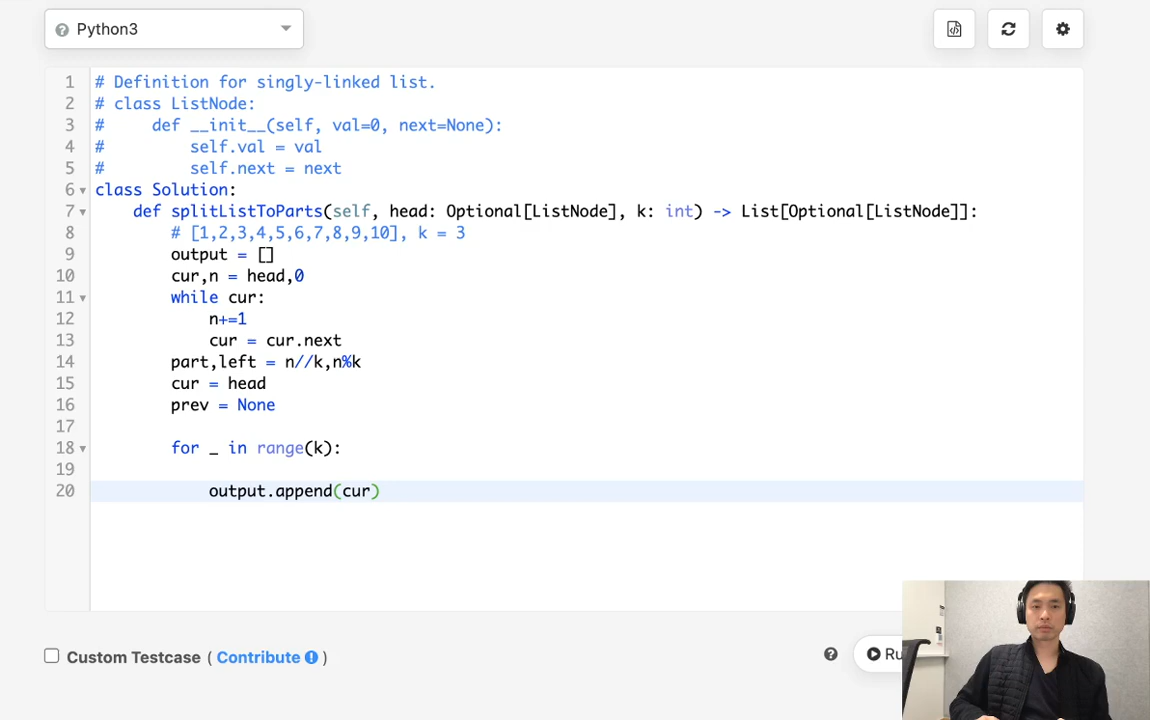 Python3
1 # Definition for singly-linked list.
2 # class ListNode:
3 #     def __init__(self, val=0, next=None):
4 #         self.val = val
5 #         self.next = next
6 class Solution:
7     def splitListToParts(self, head: Optional[ListNode], k: int) -> List[Optional[ListNode]]:
8         # [1,2,3,4,5,6,7,8,9,10], k = 3
9         output = []
10         cur,n = head,0
11         while cur:
12             n+=1
13             cur = cur.next
14         part,left = n//k,n%k
15         cur = head
16         prev = None
17
18         for _ in range(k):
19
20             output.append(cur)
Custom Testcase ( Contribute )